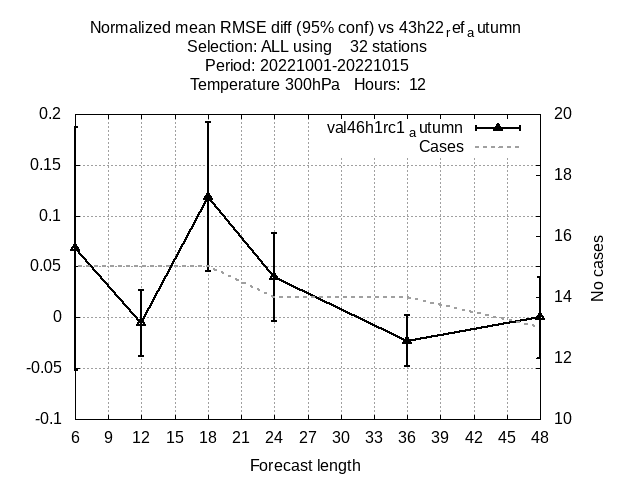 Normalized mean RMSE diff (95% conf) vs 43h22refautumn
Selection: ALL using 32 stations
Period: 20221001-20221015
Temperature 300hPa Hours: 12
0.2
0.15
0.1
0.05
0
-0.05
-0.1
val46h1rc1autumn
Cases
20
18
16
14
12
10
No cases
6 9 12 15 18 21 24 27 30 33 36 39 42 45 48
Forecast length